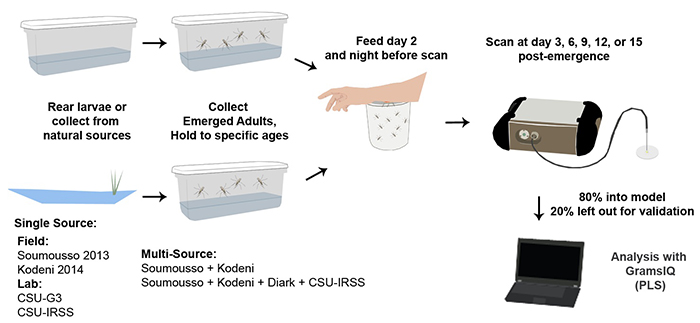 Feed day 2
and night before scan
Scan at day 3, 6, 9, 12, or 15
post-emergence
Rear larvae or
collect from
natural sources
Collect
Emerged Adults,
Hold to specific ages
80% into model
20% left out for validation
Single Source:
Field:
Soumousso 2013
Kodeni 2014
Lab:
CSU-G3
CSU-IRSS
Multi-Source:
Soumousso + Kodeni
Soumousso + Kodeni + Diark + CSU-IRSS
Analysis with
GramsIQ
(PLS)